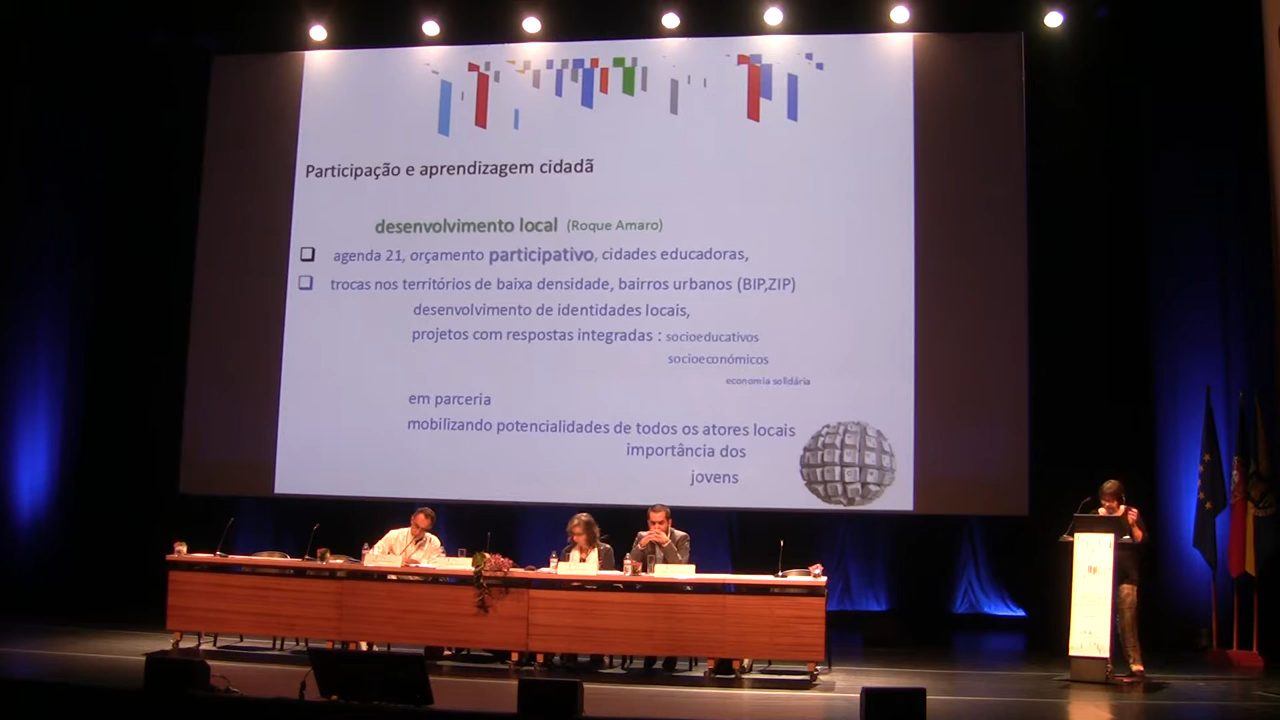 Participação e aprendizagem cidadã
desenvolvimento local (Roque Amaro)
agenda 21, orçamento participativo, cidades educadoras,
trocas nos territórios de baixa densidade, bairros urbanos (BIP,ZIP)
desenvolvimento de identidades locais,
projetos com respostas integradas : socioeducativos
socioeconómicos
economia solidária
em parceria
mobilizando potencialidades de todos os atores locais
importância dos
jovens